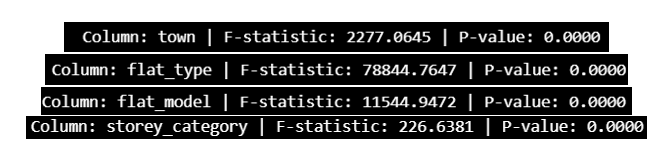 Column: town | F-statistic: 2277.0645 | P-value: 0.0000
Column: flat_type | F-statistic: 78844.7647 | P-value: 0.0000
Column: flat_model | F-statistic: 11544.9472 | P-value: 0.0000
Column: storey_category | F-statistic: 226.6381 | P-value: 0.0000